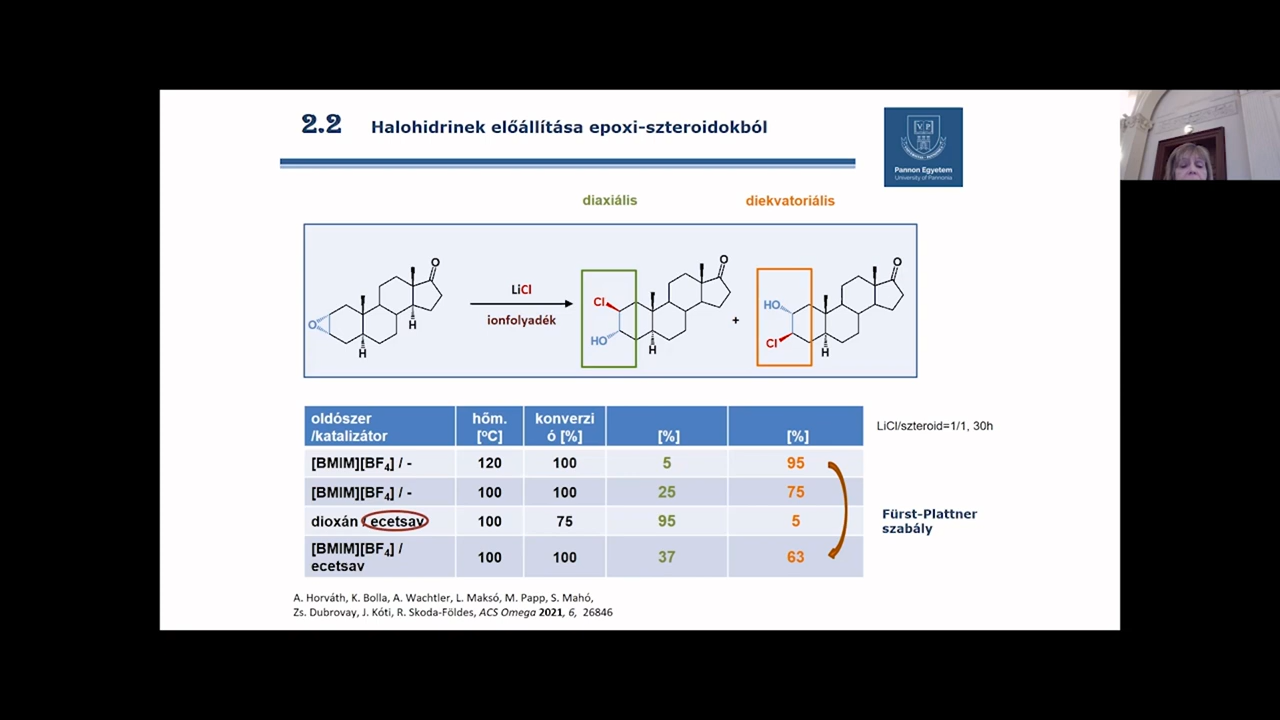 2.2 Halohidrinek előállítása epoxi-szteroidokból
VP
Pannon Egyetem
University of Pannonia
diaxiális diekvatoriális
O
O
H
H
LiCl
ionfolyadék
Cl
HO
H
O
+
HO
Cl
H
O
oldószer /katalizátor hőm. [°C] konverzi ó [%] [%] [%]
[BMIM][BF₄] / - 120 100 5 95
[BMIM][BF₄] / - 100 100 25 75
dioxán / ecetsav 100 75 95 5
[BMIM][BF₄] / ecetsav 100 100 37 63
LiCl/szteroid=1/1, 30h
Fürst-Plattner
szabály
A. Horváth, K. Bolla, A. Wachtler, L. Maksó, M. Papp, S. Mahó,
Zs. Dubrovay, J. Kóti, R. Skoda-Földes, ACS Omega 2021, 6, 26846